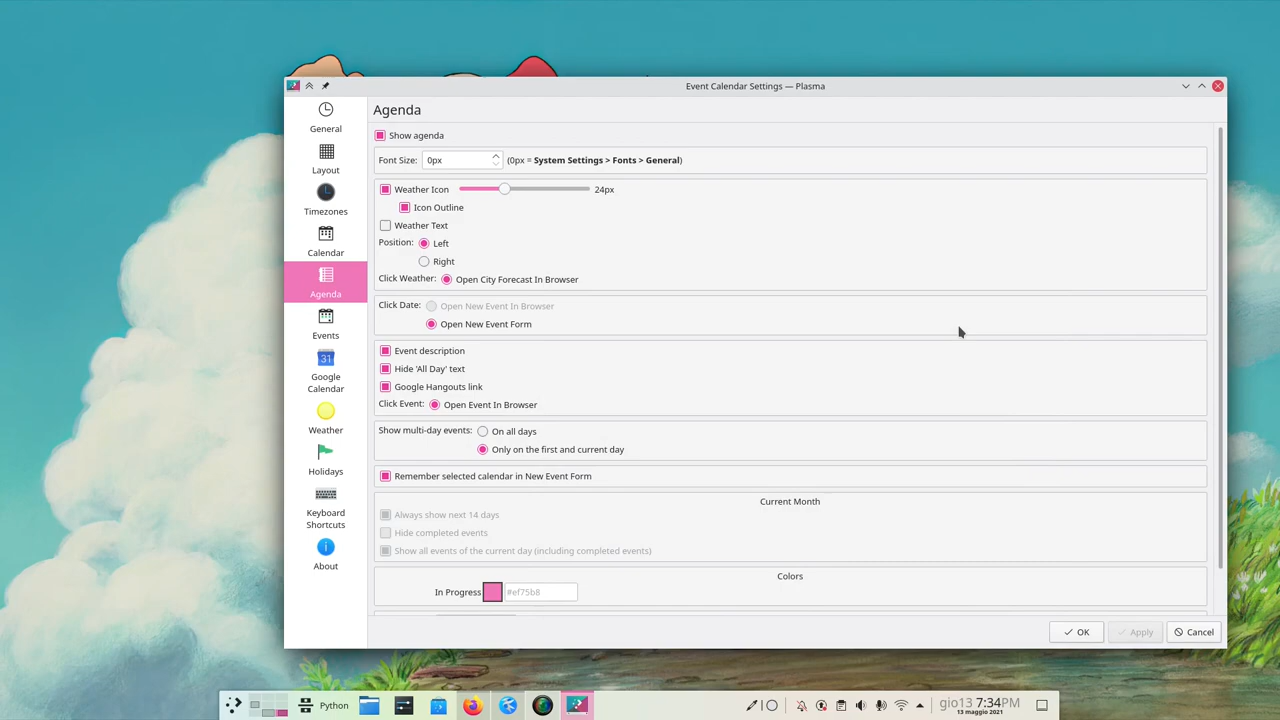 Event Calendar Settings — Plasma
General
Layout
Timezones
Calendar
Agenda
Events
31
Google
Calendar
Weather
Holidays
Keyboard
Shortcuts
About
Agenda
Show agenda
Font Size: 0px (0px = System Settings > Fonts > General)
Weather Icon 24px
Icon Outline
Weather Text
Position: Left
Right
Click Weather: Open City Forecast In Browser
Click Date: Open New Event In Browser
Open New Event Form
Event description
Hide 'All Day' text
Google Hangouts link
Click Event: Open Event In Browser
Show multi-day events: On all days
Only on the first and current day
Remember selected calendar in New Event Form
Current Month
Always show next 14 days
Hide completed events
Show all events of the current day (including completed events)
Colors
In Progress #ef75b8
OK Apply Cancel
Python
gio13 7:34PM
13 maggio 2021